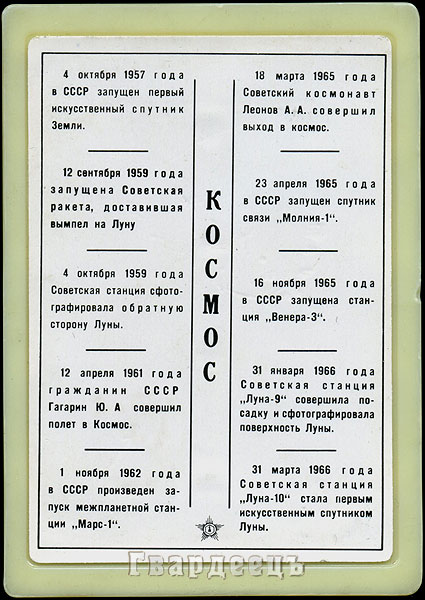 4 октября 1957 года
в СССР запущен первый
искусственный спутник
Земли.
12 сентября 1959 года
запущена Советская
ракета, доставившая
вымпел на Луну
4 октября 1959 года
Советская станция сфото-
графировала обратную
сторону Луны.
12 апреля 1961 года
гражданин СССР
Гагарин Ю. А совершил
полет в Космос.
1 ноября 1962 года
в СССР произведен за-
пуск межпланетной стан-
ции „Марс-1".
КОСМОС
18 марта 1965 года
Советский космонавт
Леонов А. А. совершил
выход в космос.
23 апреля 1965 года
в СССР запущен спутник
связи „Молния-1".
16 ноября 1965 года
в СССР запущена стан-
ция „Венера-3".
31 января 1966 года
Советская станция
„Луна-9" совершила по-
садку и сфотографировала
поверхность Луны.
31 марта 1966 года
Советская станция
„Луна-10" стала первым
искусственным спутником
Луны.
Гвардеецъ